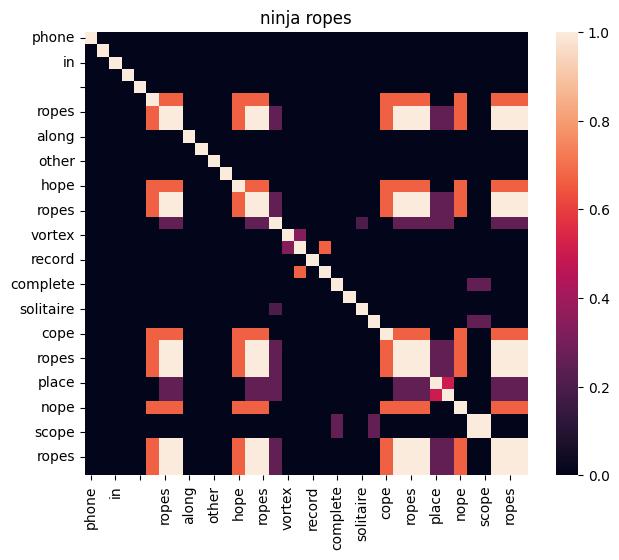 ninja ropes
phone
in
ropes
along
other
hope
ropes
vortex
record
complete
solitaire
cope
ropes
place
nope
scope
ropes
1.0
0.8
0.6
0.4
0.2
0.0
phone
in
ropes
along
other
hope
ropes
vortex
record
complete
solitaire
cope
ropes
place
nope
scope
ropes